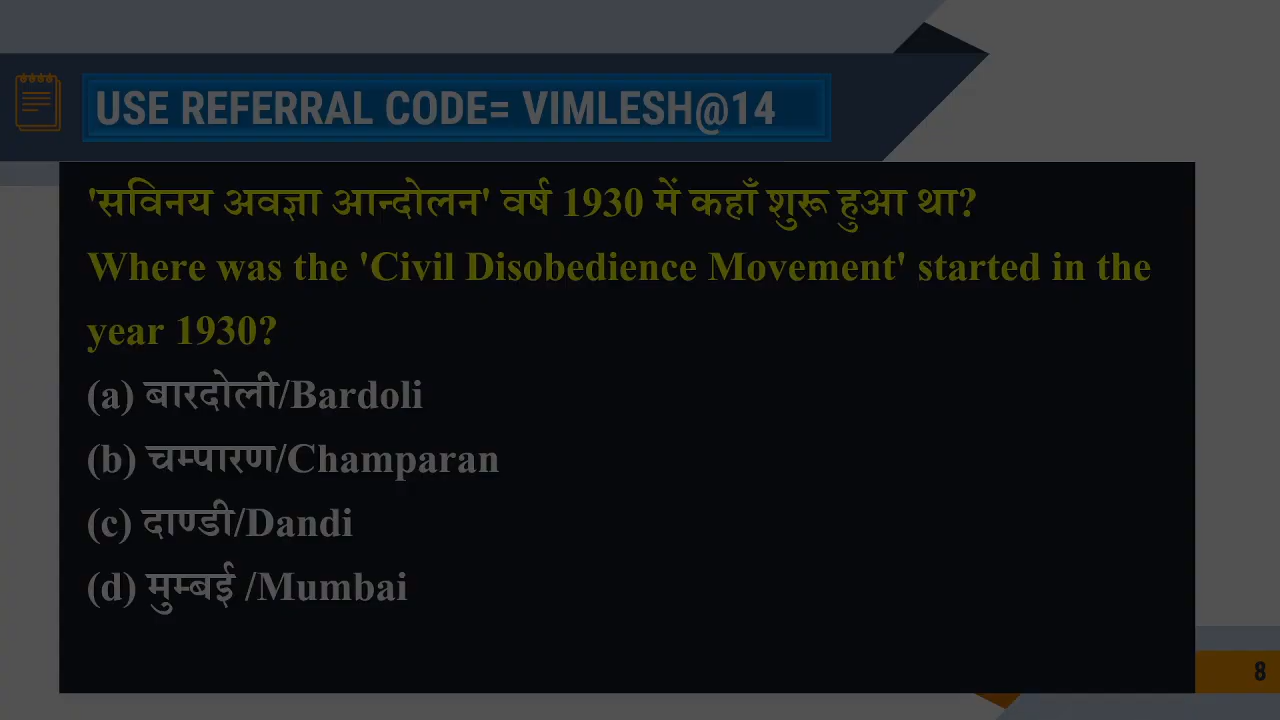 USE REFERRAL CODE= VIMLESH@14
'सविनय अवज्ञा आन्दोलन' वर्ष 1930 में कहाँ शुरू हुआ था?
Where was the 'Civil Disobedience Movement' started in the
year 1930?
(a) बारदोली/Bardoli
(b) चम्पारण/Champaran
(c) दाण्डी/Dandi
(d) मुम्बई /Mumbai
8